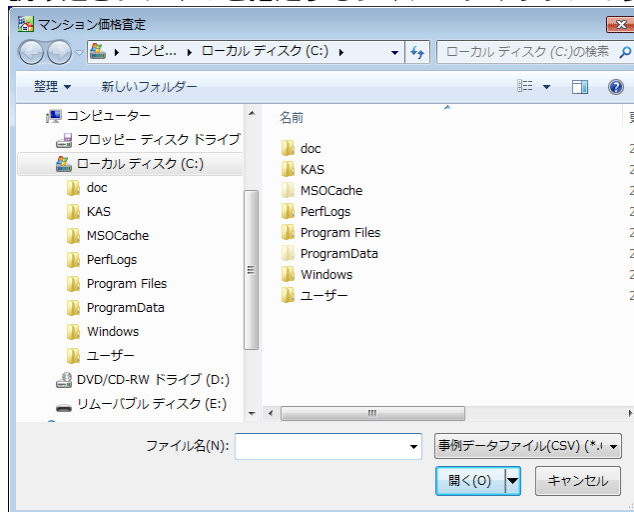 マンション価格査定
コンピ... ローカル ディスク (C:)
ローカル ディスク (C:)の検索
整理 新しいフォルダー
コンピューター
フロッピー ディスク ドライブ
ローカル ディスク (C:)
doc
KAS
MSOCache
PerfLogs
Program Files
ProgramData
Windows
ユーザー
DVD/CD-RW ドライブ (D:)
リムーバブル ディスク (E:)
名前
doc
KAS
MSOCache
PerfLogs
Program Files
ProgramData
Windows
ユーザー
ファイル名(N):
事例データファイル(CSV) (*.
開く(O)
キャンセル